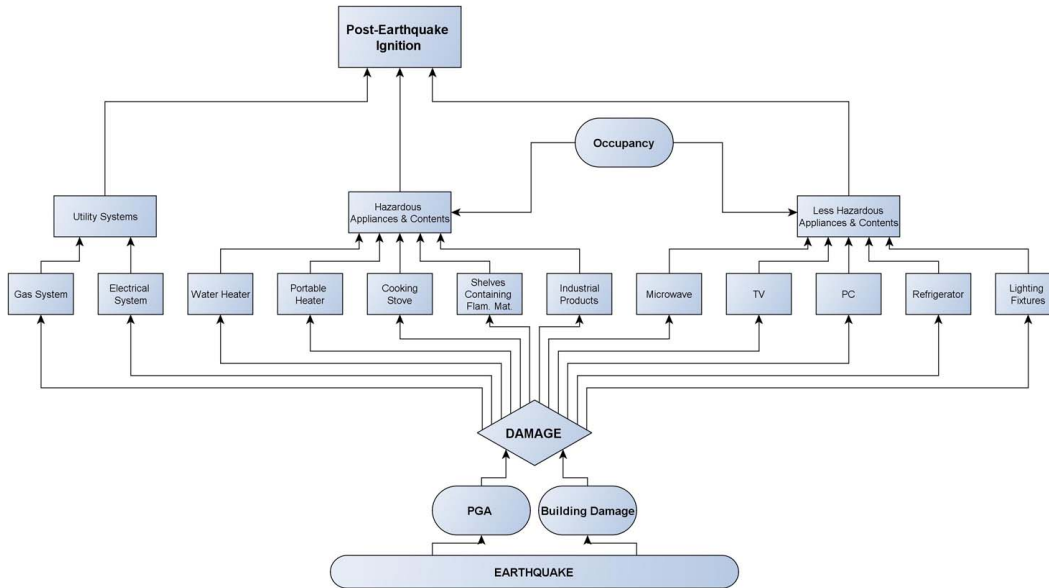 Post-Earthquake
Ignition
Occupancy
Utility Systems
Hazardous
Appliances & Contents
Less Hazardous
Appliances & Contents
Gas System
Electrical
System
Water Heater
Portable
Heater
Cooking
Stove
Shelves
Containing
Flam. Mat.
Industrial
Products
Microwave
TV
PC
Refrigerator
Lighting
Fixtures
DAMAGE
PGA
Building Damage
EARTHQUAKE